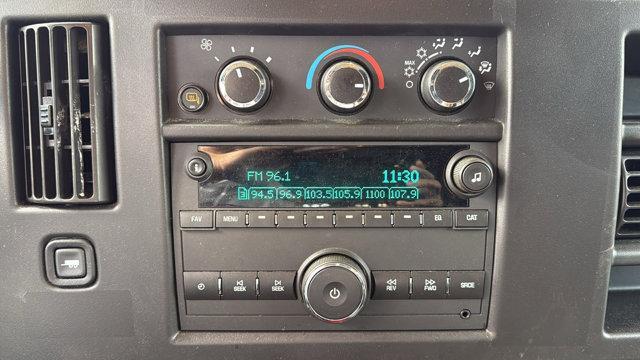 MAX
FM 96.1 11:30
3 94.5 96.9 103.5 105.9 1100 107.9
FAV MENU EQ CAT
SEEK SEEK REV FWD SRCE